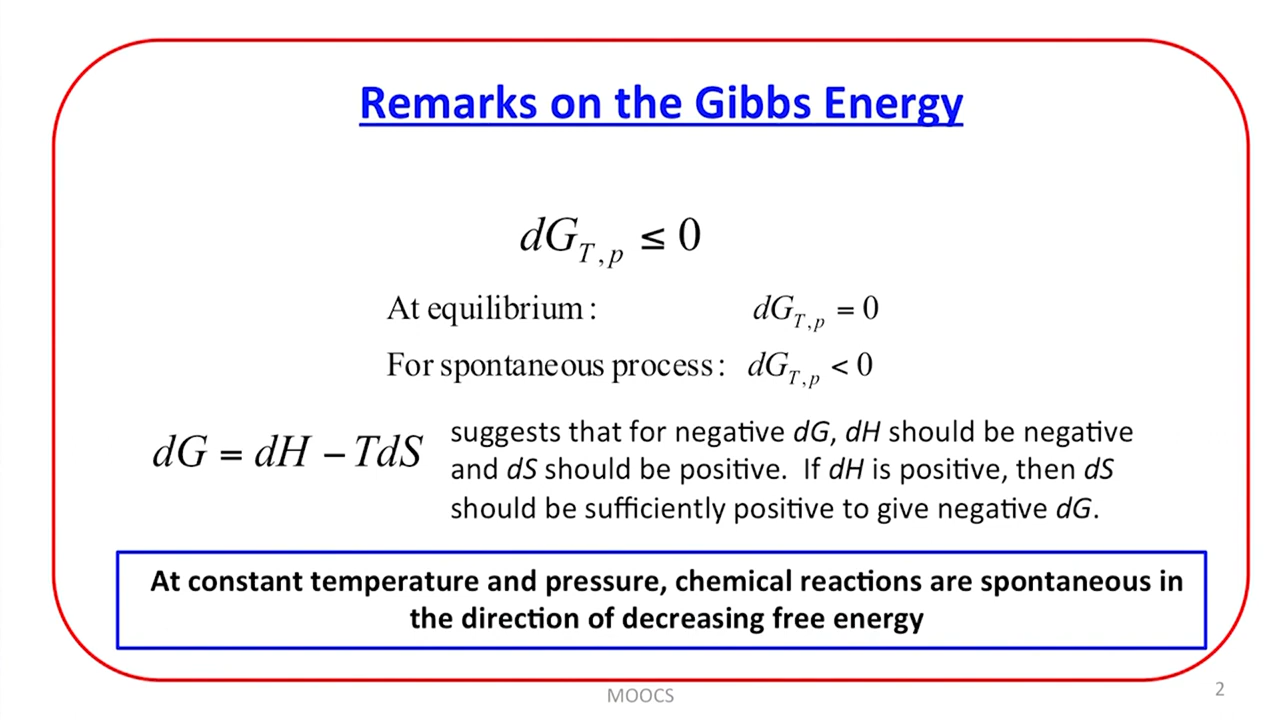 Remarks on the Gibbs Energy
dG_{T,p} ≤ 0
At equilibrium: dG_{T,p} = 0
For spontaneous process: dG_{T,p} < 0
dG = dH − TdS
suggests that for negative dG, dH should be negative
and dS should be positive. If dH is positive, then dS
should be sufficiently positive to give negative dG.
At constant temperature and pressure, chemical reactions are spontaneous in
the direction of decreasing free energy
MOOCS
2